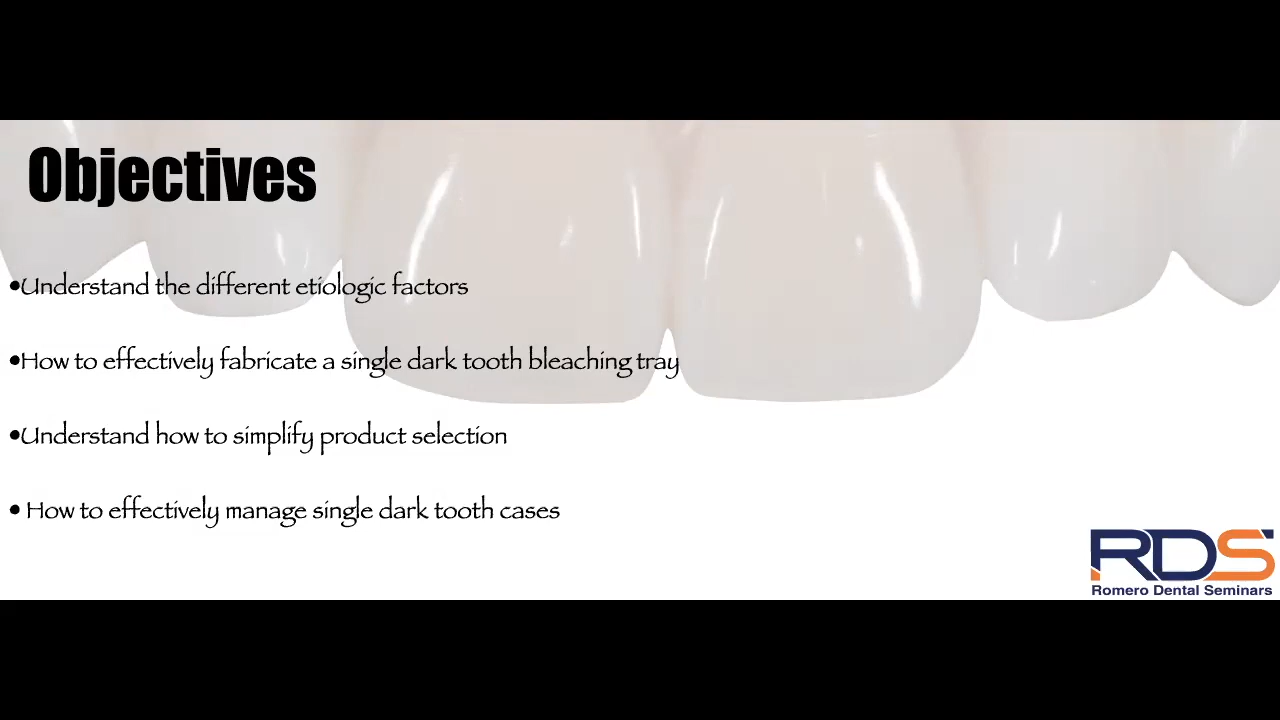 Objectives
•Understand the different etiologic factors
•How to effectively fabricate a single dark tooth bleaching tray
•Understand how to simplify product selection
• How to effectively manage single dark tooth cases
RDS
Romero Dental Seminars